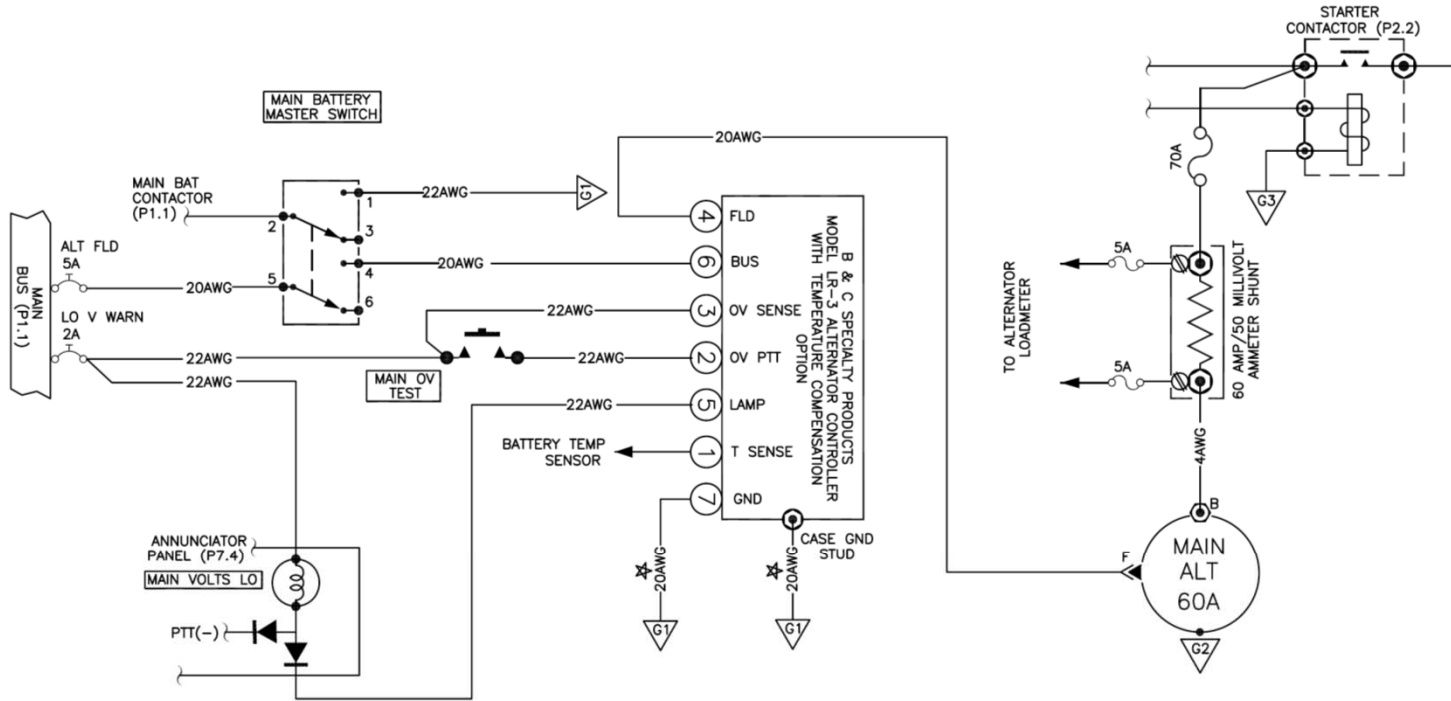 STARTER
CONTACTOR (P2.2)
MAIN BATTERY
MASTER SWITCH
20AWG
70A
MAIN BAT
CONTACTOR
(P1.1)
22AWG
G1
1
2
3
4
5
6
G3
MAIN
BUS (P1.1)
ALT FLD
5A
20AWG
20AWG
LO V WARN
2A
22AWG
22AWG
MAIN OV
TEST
22AWG
22AWG
22AWG
4
FLD
6
BUS
3
OV SENSE
2
OV PTT
5
LAMP
1
T SENSE
7
GND
B & C SPECIALTY PRODUCTS
MODEL LR-3 ALTERNATOR CONTROLLER
WITH TEMPERATURE COMPENSATION
OPTION
BATTERY TEMP
SENSOR
CASE GND
STUD
20AWG
20AWG
G1
G1
TO ALTERNATOR
LOADMETER
5A
5A
60 AMP/50 MILLIVOLT
AMMETER SHUNT
4AWG
B
F
MAIN
ALT
60A
G2
ANNUNCIATOR
PANEL (P7.4)
MAIN VOLTS LO
PTT(-)